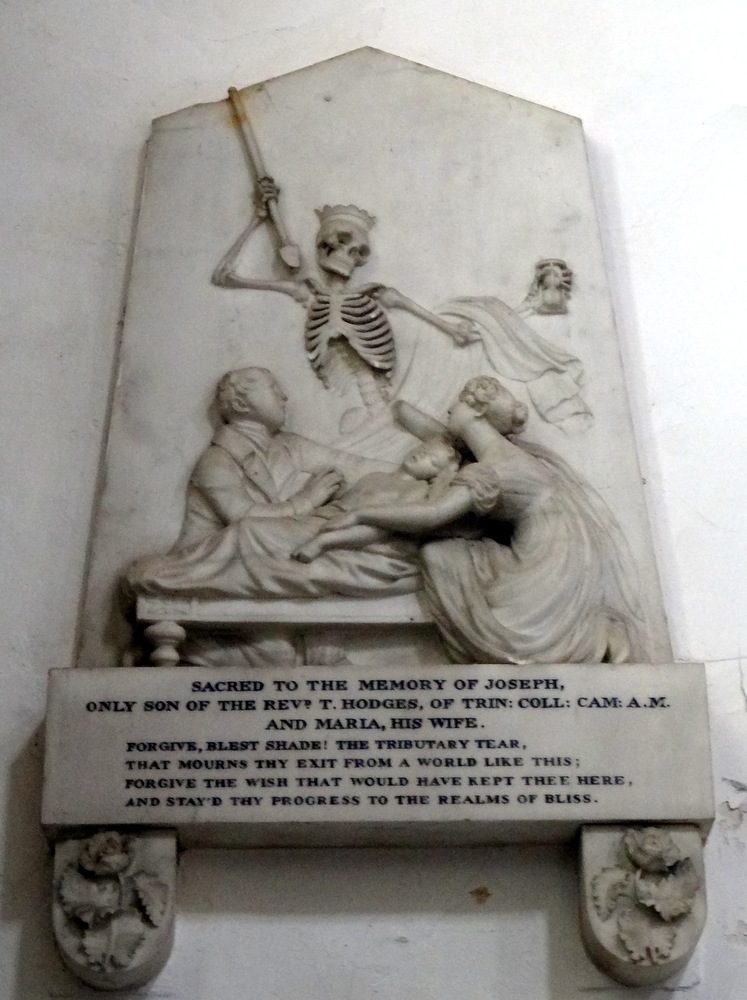 SACRED TO THE MEMORY OF JOSEPH,
ONLY SON OF THE REVD T. HODGES, OF TRIN: COLL: CAM: A.M.
AND MARIA, HIS WIFE.
FORGIVE, BLEST SHADE! THE TRIBUTARY TEAR,
THAT MOURNS THY EXIT FROM A WORLD LIKE THIS;
FORGIVE THE WISH THAT WOULD HAVE KEPT THEE HERE,
AND STAY'D THY PROGRESS TO THE REALMS OF BLISS.